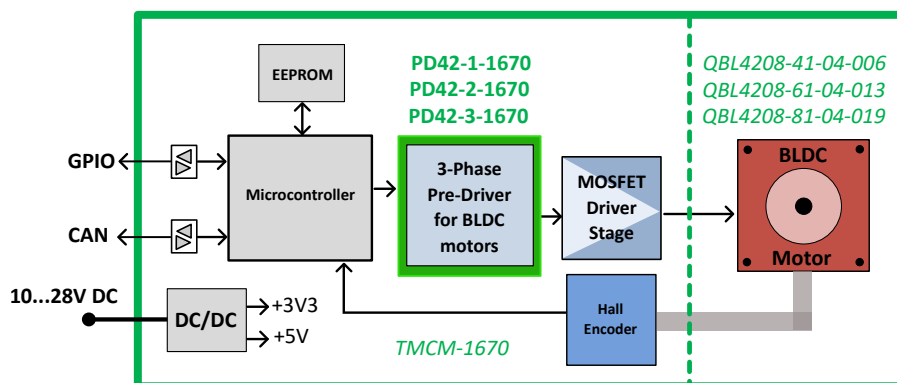 PD42-1-1670
PD42-2-1670
PD42-3-1670
QBL4208-41-04-006
QBL4208-61-04-013
QBL4208-81-04-019
EEPROM
GPIO
CAN
Microcontroller
3-Phase
Pre-Driver
for BLDC
motors
MOSFET
Driver
Stage
BLDC
Motor
10...28V DC
DC/DC
+3V3
+5V
Hall
Encoder
TMCM-1670